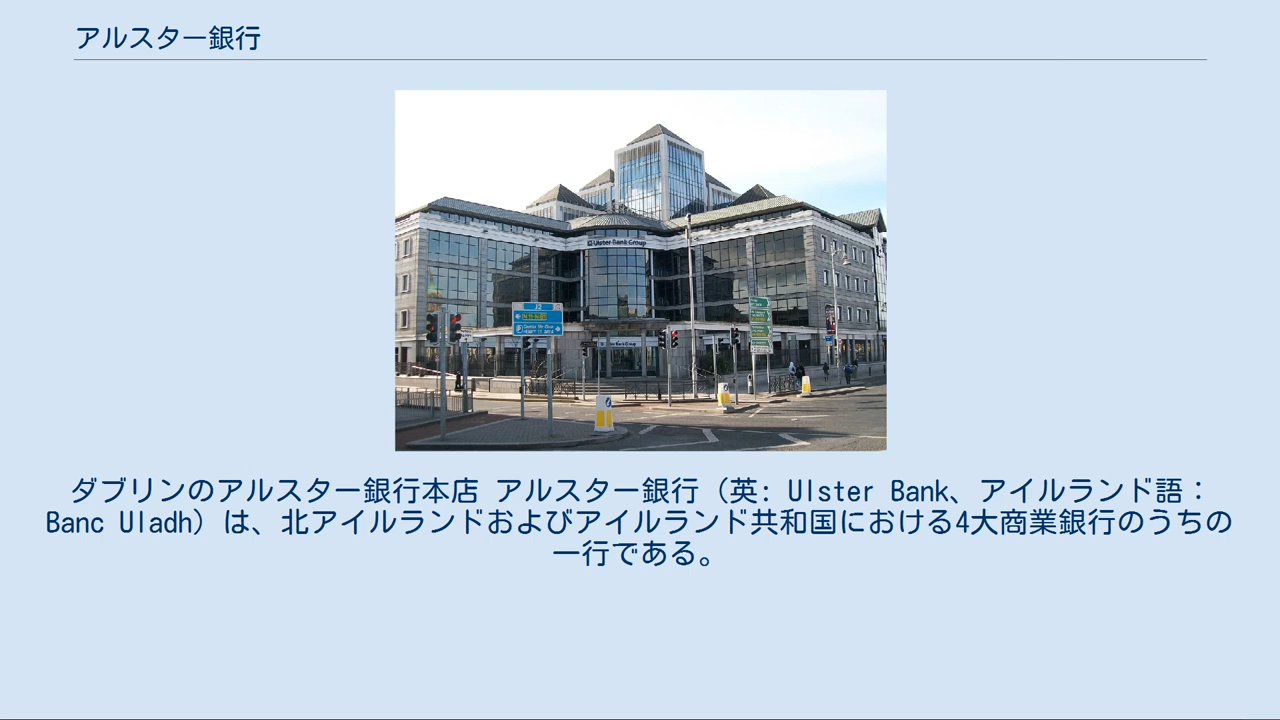 アルスター銀行
Ulster Bank Group
ダブリンのアルスター銀行本店 アルスター銀行（英: Ulster Bank、アイルランド語：
Banc Uladh）は、北アイルランドおよびアイルランド共和国における4大商業銀行のうちの
一行である。